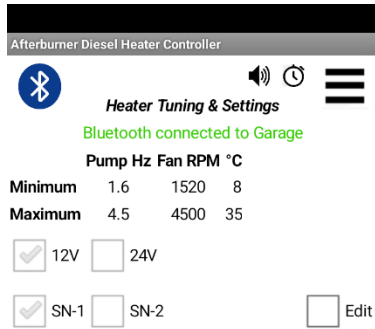 Afterburner Diesel Heater Controller
Heater Tuning & Settings
Bluetooth connected to Garage
Pump Hz Fan RPM °C
Minimum 1.6 1520 8
Maximum 4.5 4500 35
12V 24V
SN-1 SN-2 Edit